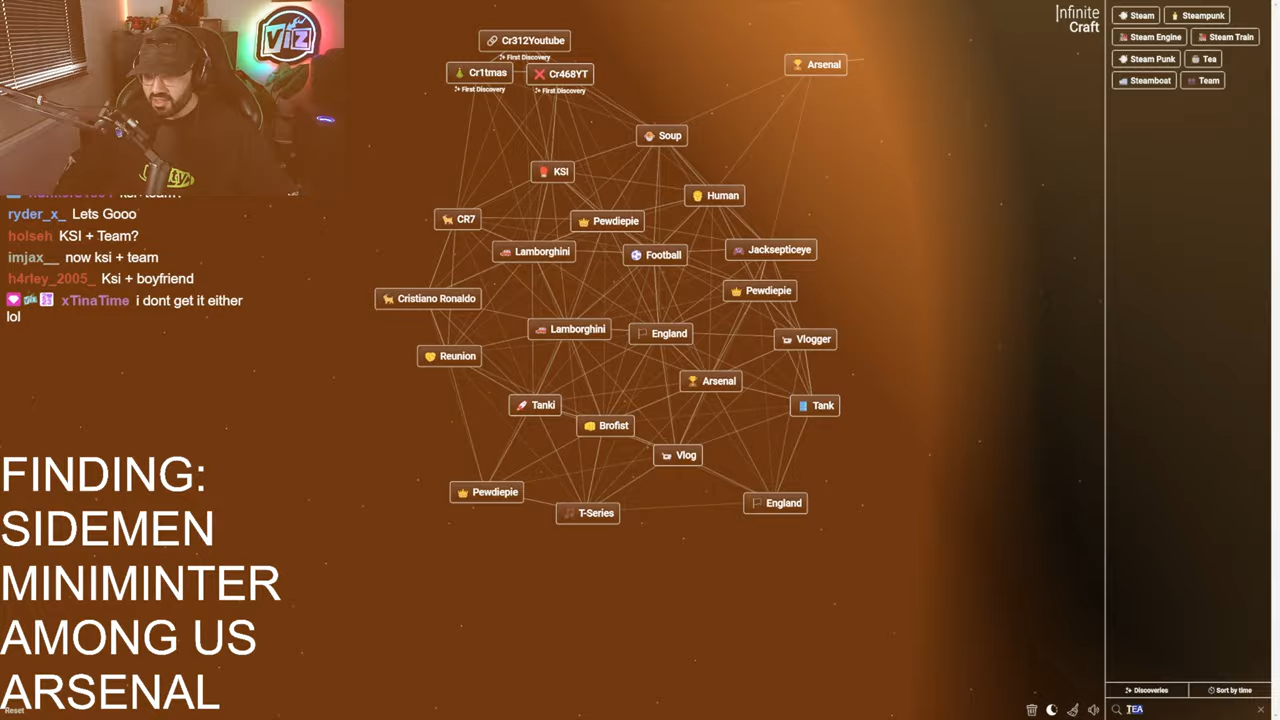 VIZ
Infinite
Craft
Cr312Youtube
First Discovery
Cr1tmas
First Discovery
Cr468YT
First Discovery
Arsenal
Soup
KSI
Human
CR7
Pewdiepie
Lamborghini
Football
Jacksepticeye
Pewdiepie
Cristiano Ronaldo
Lamborghini
England
Vlogger
Reunion
Arsenal
Tanki
Tank
Brofist
Vlog
Pewdiepie
T-Series
England
ryder_x_ Lets Gooo
holseh KSI + Team?
imjax__ now ksi + team
h4rley_2005_ Ksi + boyfriend
xTinaTime i dont get it either
lol
FINDING:
SIDEMEN
MINIMINTER
AMONG US
ARSENAL
Reset
Steam
Steampunk
Steam Engine
Steam Train
Steam Punk
Tea
Steamboat
Team
Discoveries
Sort by time
TEA